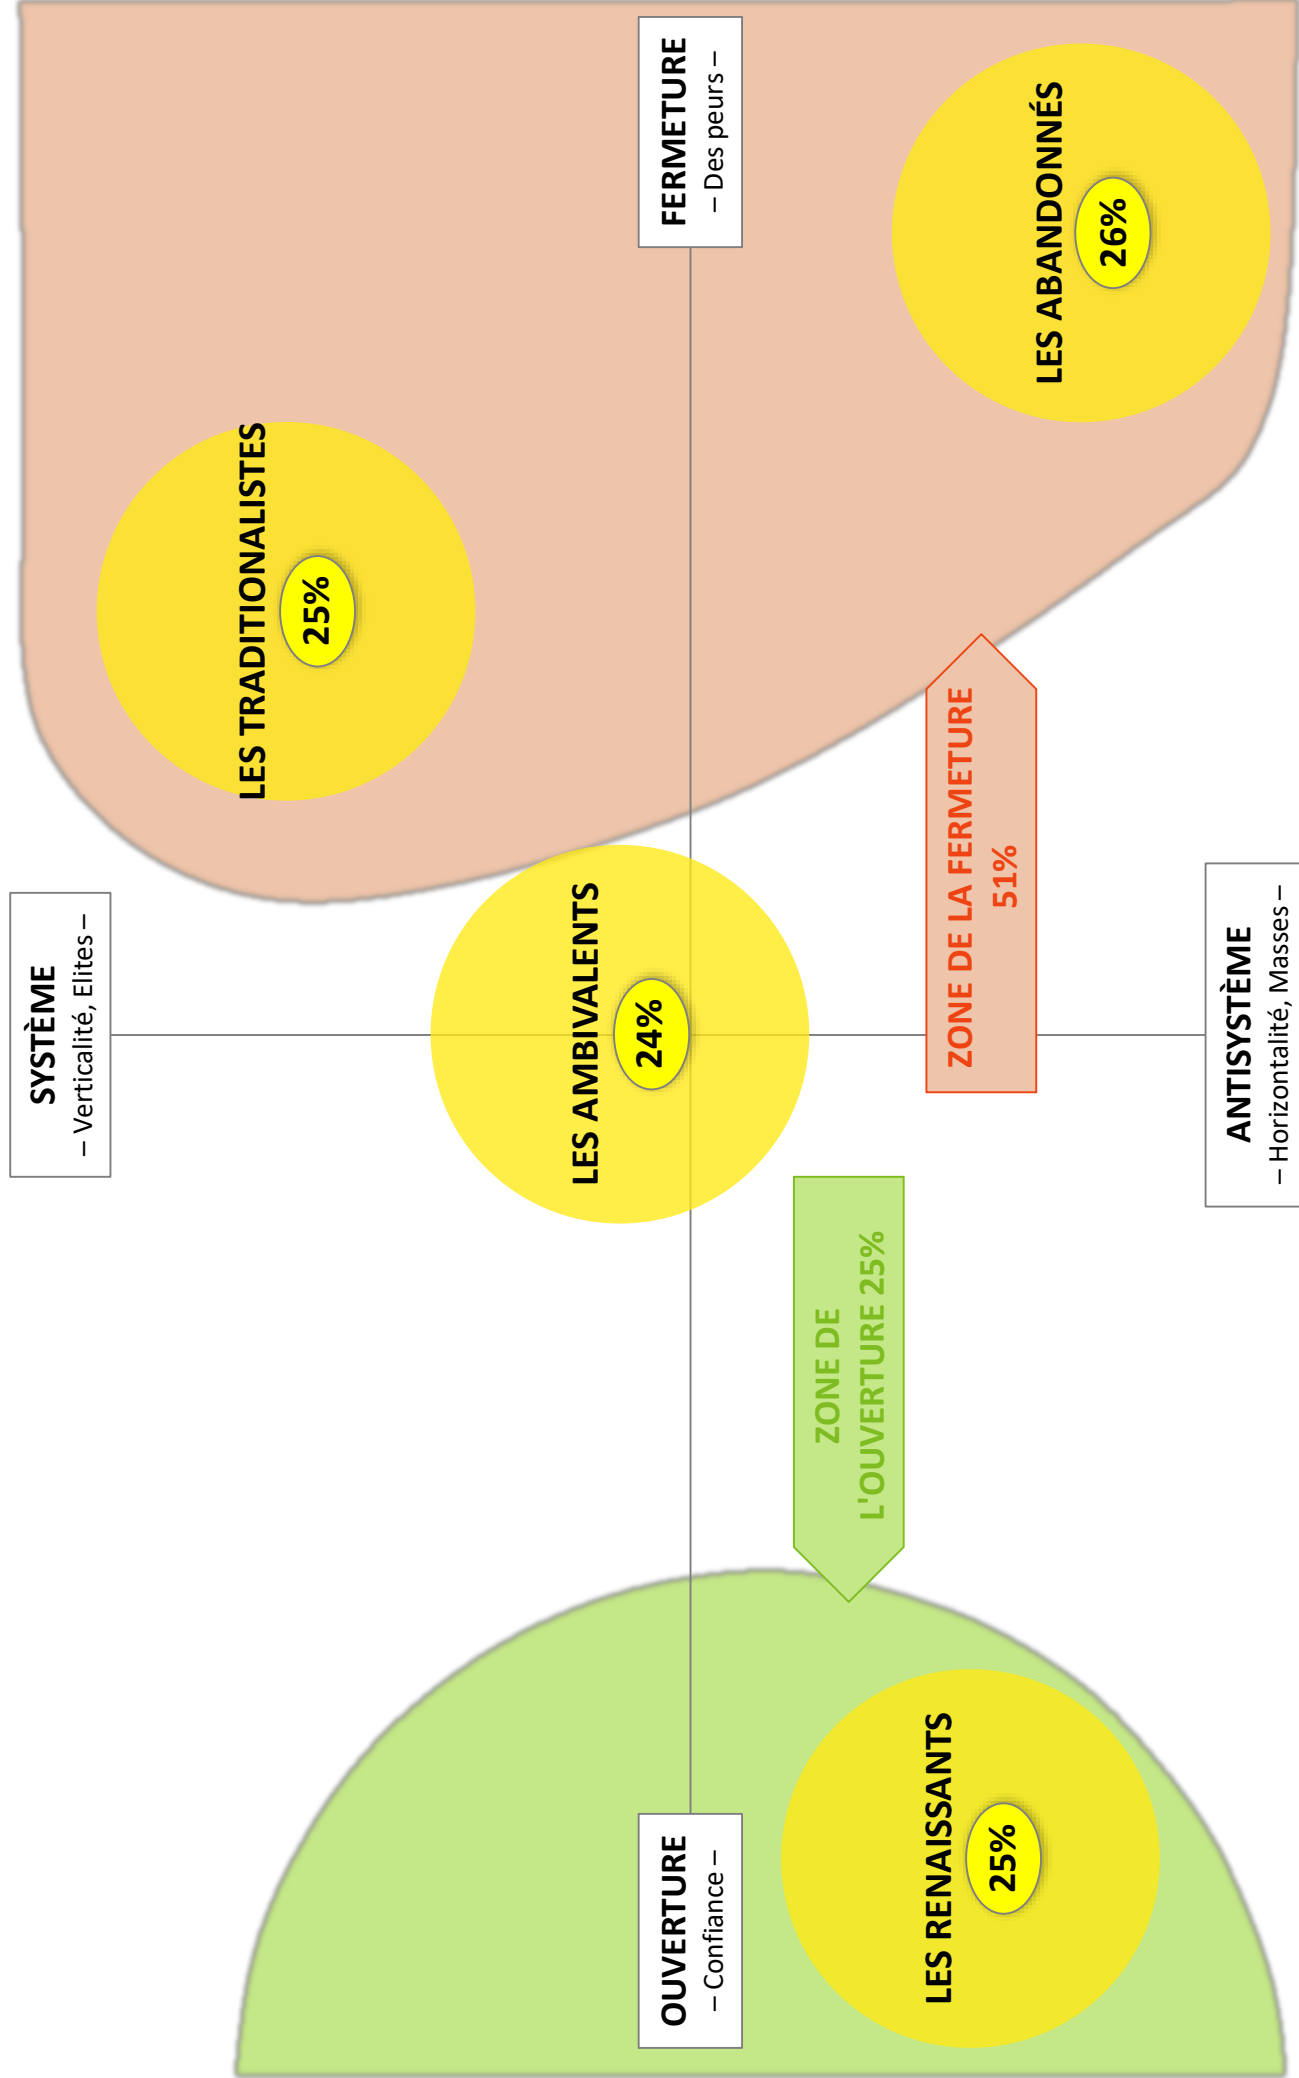 SYSTÈME
– Verticalité, Elites –
LES TRADITIONALISTES
25%
LES AMBIVALENTS
24%
OUVERTURE
– Confiance –
FERMETURE
– Des peurs –
ZONE DE
L'OUVERTURE 25%
LES RENAISSANTS
25%
ZONE DE LA FERMETURE
51%
LES ABANDONNÉS
26%
ANTISYSTÈME
– Horizontalité, Masses –